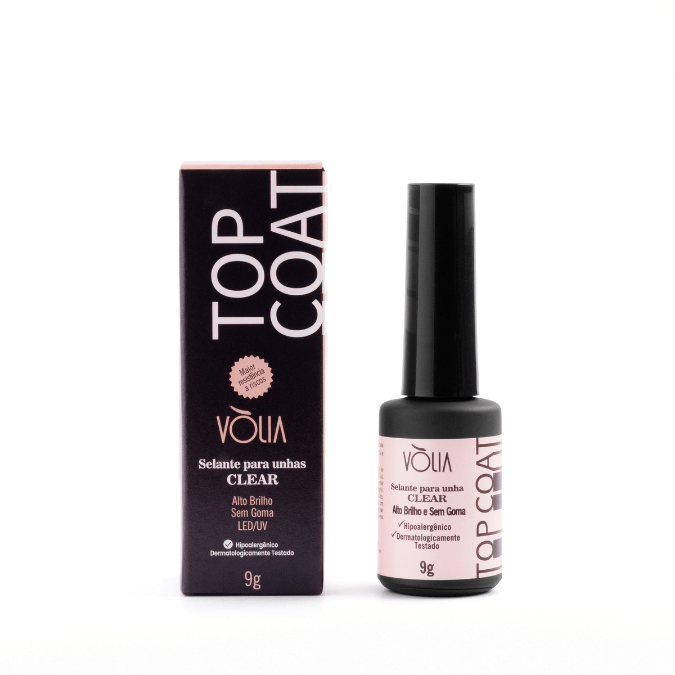 TOP
COAT
Maior
resistência
a riscos
VÒLIA
Selante para unhas
CLEAR
Alto Brilho
Sem Goma
LED/UV
Hipoalergênico
Dermatologicamente Testado
9g
VÒLIA
Selante para unha
CLEAR
Alto Brilho e Sem Goma
Hipoalergênico
Dermatologicamente
Testado
9g
TOP COAT